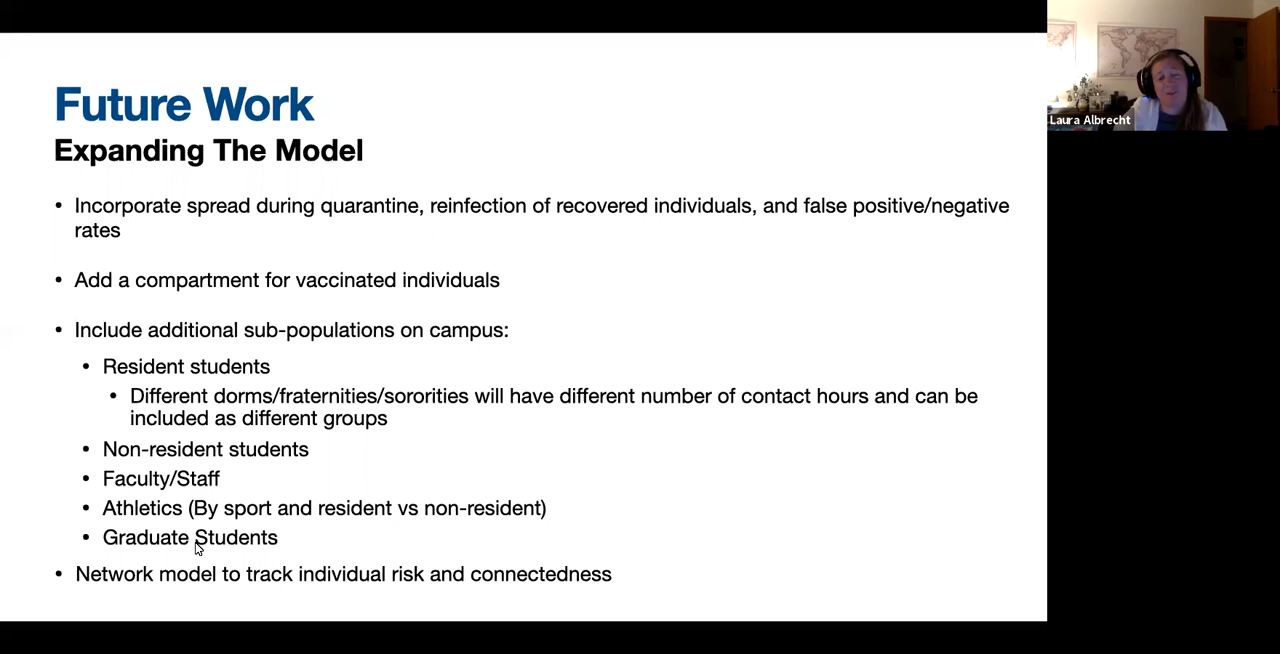 Future Work
Expanding The Model
• Incorporate spread during quarantine, reinfection of recovered individuals, and false positive/negative
rates
• Add a compartment for vaccinated individuals
• Include additional sub-populations on campus:
• Resident students
• Different dorms/fraternities/sororities will have different number of contact hours and can be
included as different groups
• Non-resident students
• Faculty/Staff
• Athletics (By sport and resident vs non-resident)
• Graduate Students
• Network model to track individual risk and connectedness
Laura Albrecht